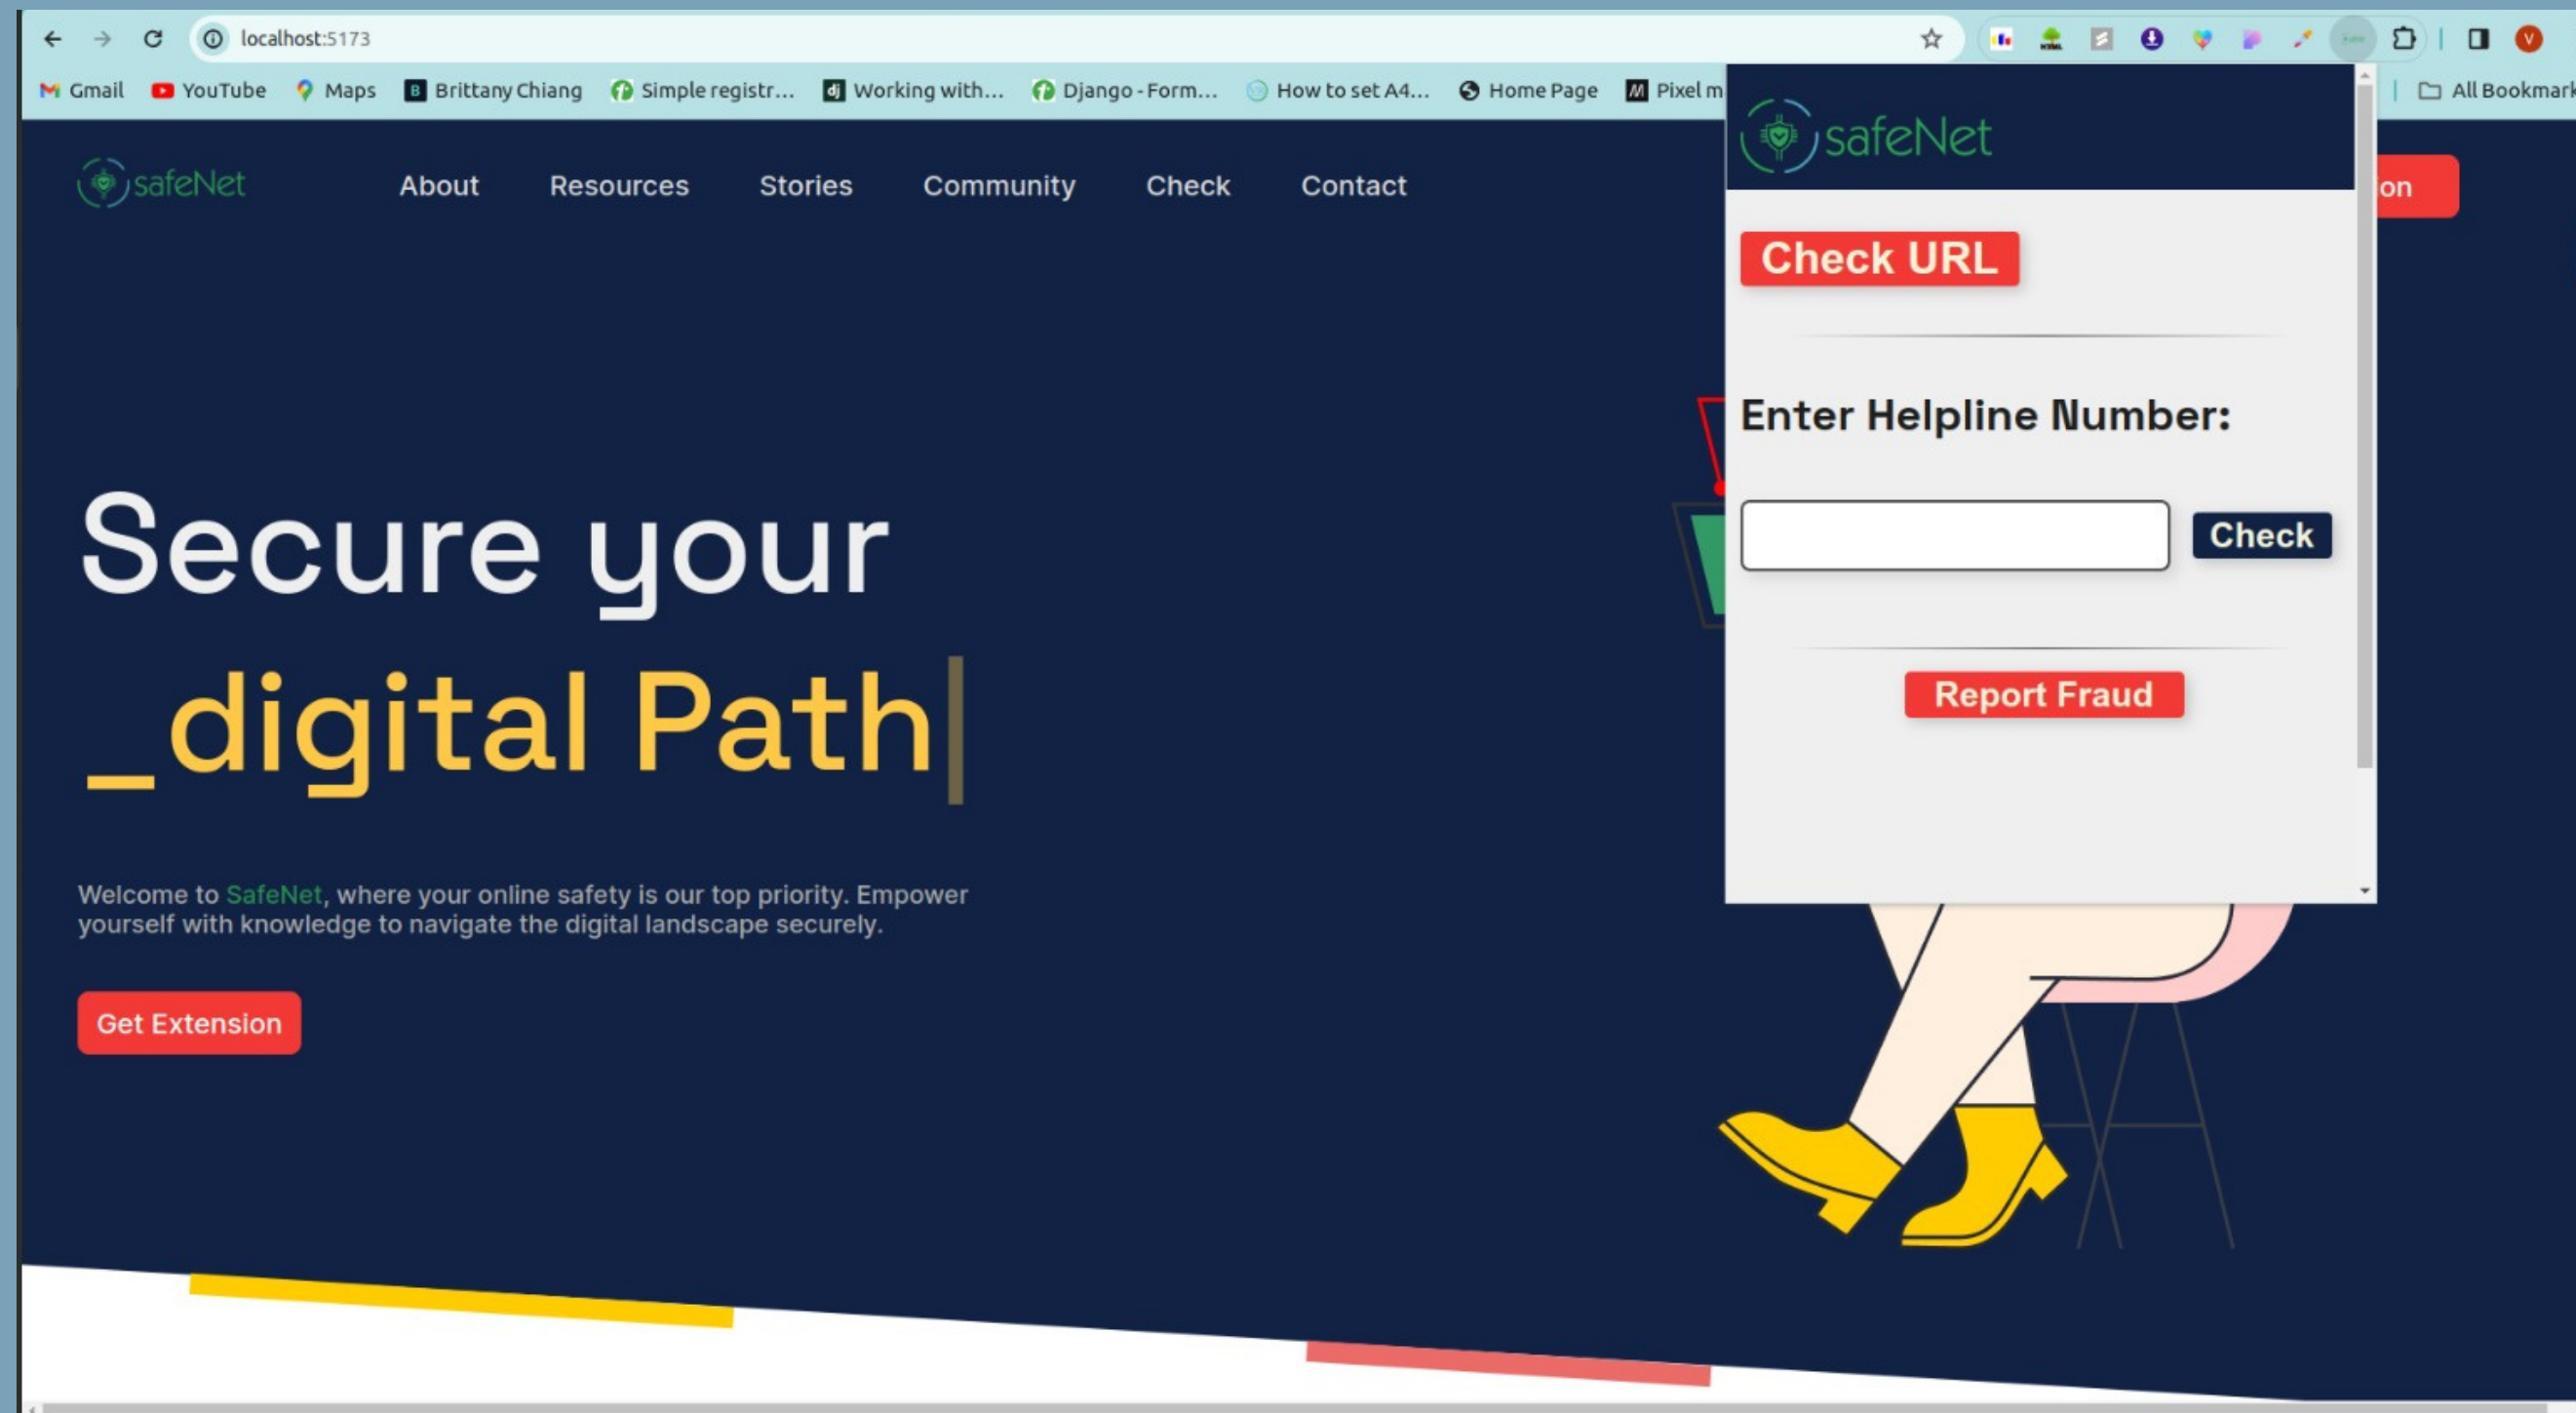 localhost:5173
Gmail YouTube Maps Brittany Chiang Simple registr... Working with... Django - Form... How to set A4... Home Page Pixel m All Bookmark
safeNet About Resources Stories Community Check Contact on
Secure your
_digital Path
Welcome to SafeNet, where your online safety is our top priority. Empower
yourself with knowledge to navigate the digital landscape securely.
Get Extension
safeNet
Check URL
Enter Helpline Number:
Check
Report Fraud